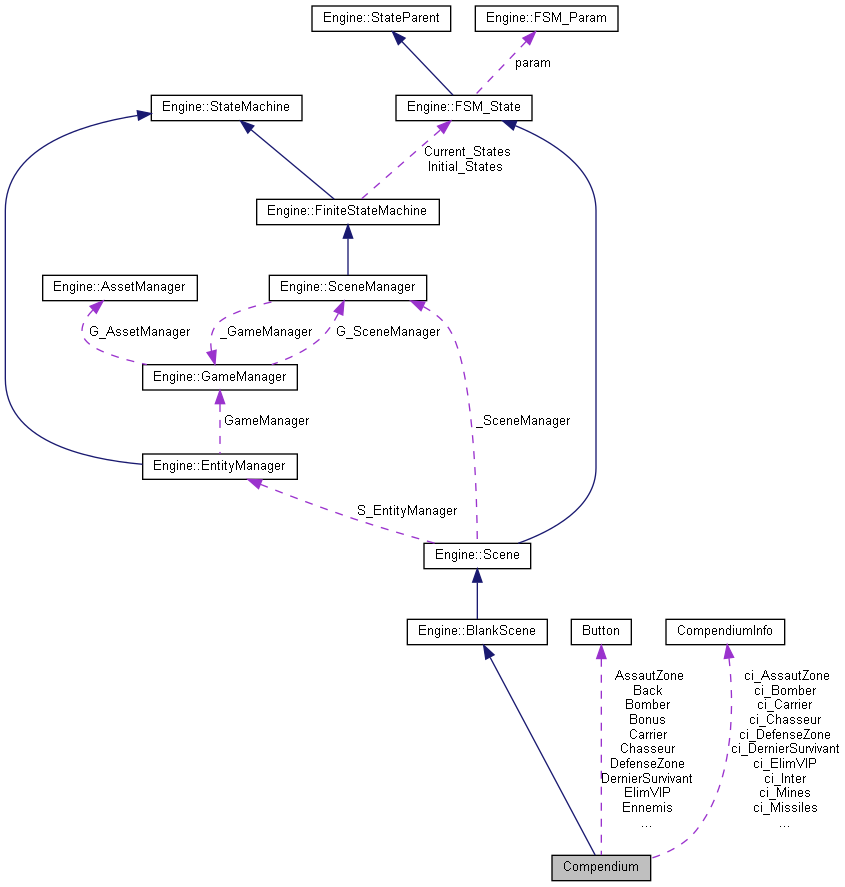 Engine::StateParent
Engine::FSM_Param
param
Engine::StateMachine
Engine::FSM_State
Current_States
Initial_States
Engine::FiniteStateMachine
Engine::AssetManager
Engine::SceneManager
G_AssetManager
_GameManager
G_SceneManager
Engine::GameManager
GameManager
_SceneManager
Engine::EntityManager
S_EntityManager
Engine::Scene
Engine::BlankScene
Button
CompendiumInfo
AssautZone
Back
Bomber
Bonus
Carrier
Chasseur
DefenseZone
DernierSurvivant
ElimVIP
Ennemis
...
ci_AssautZone
ci_Bomber
ci_Carrier
ci_Chasseur
ci_DefenseZone
ci_DernierSurvivant
ci_ElimVIP
ci_Inter
ci_Mines
ci_Missiles
...
Compendium